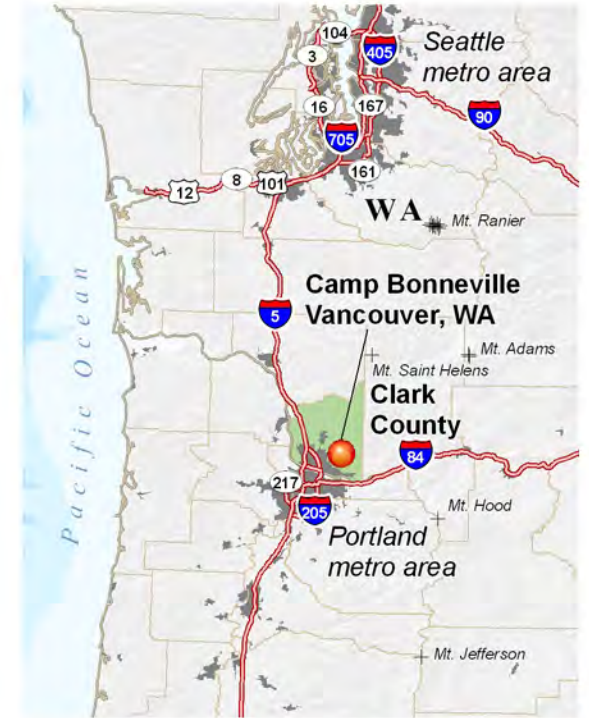 104
405
3
Seattle
metro area
16
167
90
705
161
8
101
12
WA
Mt. Ranier
Pacific Ocean
Camp Bonneville
Vancouver, WA
5
Mt. Adams
Mt. Saint Helens
Clark
County
84
217
205
Mt. Hood
Portland
metro area
Mt. Jefferson